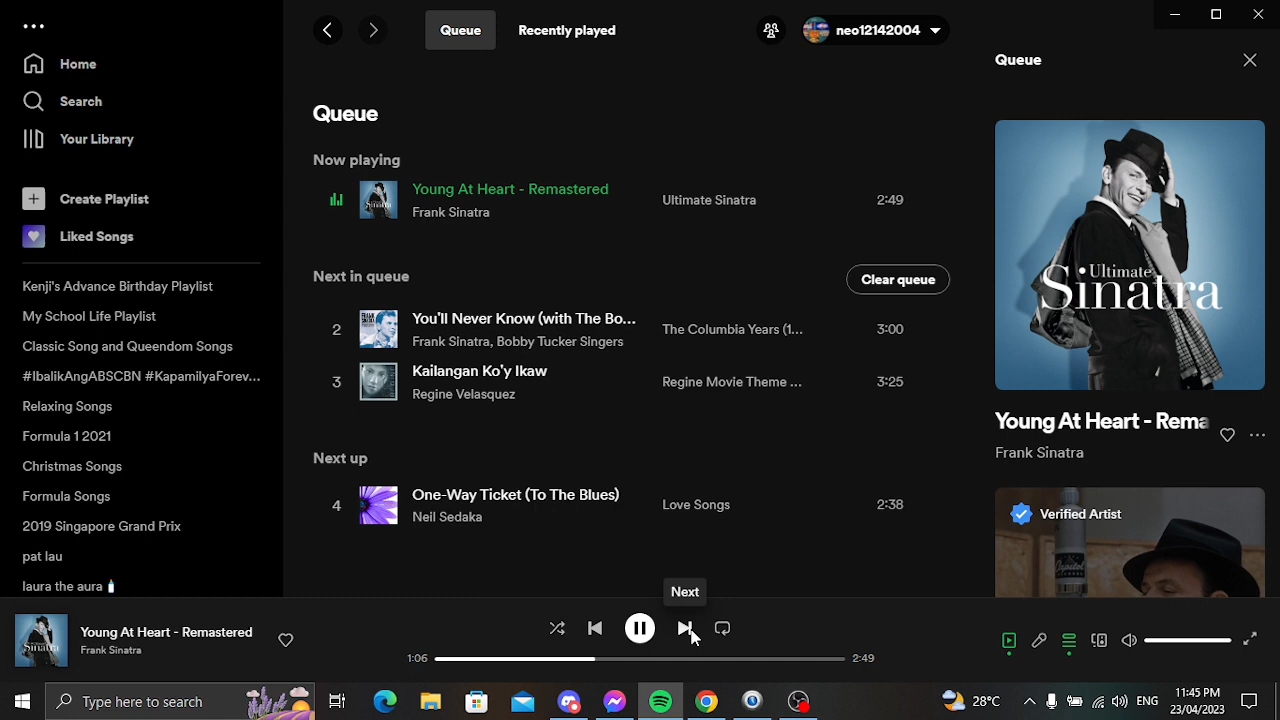 Queue
Recently played
neo12142004
Home
Search
Your Library
Create Playlist
Liked Songs
Kenji's Advance Birthday Playlist
My School Life Playlist
Classic Song and Queendom Songs
#IbalikAngABSCBN #KapamilyaForev...
Relaxing Songs
Formula 1 2021
Christmas Songs
Formula Songs
2019 Singapore Grand Prix
pat lau
laura the aura
Queue
Now playing
Young At Heart - Remastered
Frank Sinatra
Ultimate Sinatra
2:49
Next in queue
Clear queue
2
You'll Never Know (with The Bo...
Frank Sinatra, Bobby Tucker Singers
The Columbia Years (1...
3:00
3
Kailangan Ko'y Ikaw
Regine Velasquez
Regine Movie Theme ...
3:25
Next up
4
One-Way Ticket (To The Blues)
Neil Sedaka
Love Songs
2:38
Queue
Ultimate
Sinatra
Young At Heart - Rema
Frank Sinatra
Verified Artist
Next
Young At Heart - Remastered
Frank Sinatra
1:06
2:49
Type here to search
28°C
ENG
11:45 PM
23/04/2023